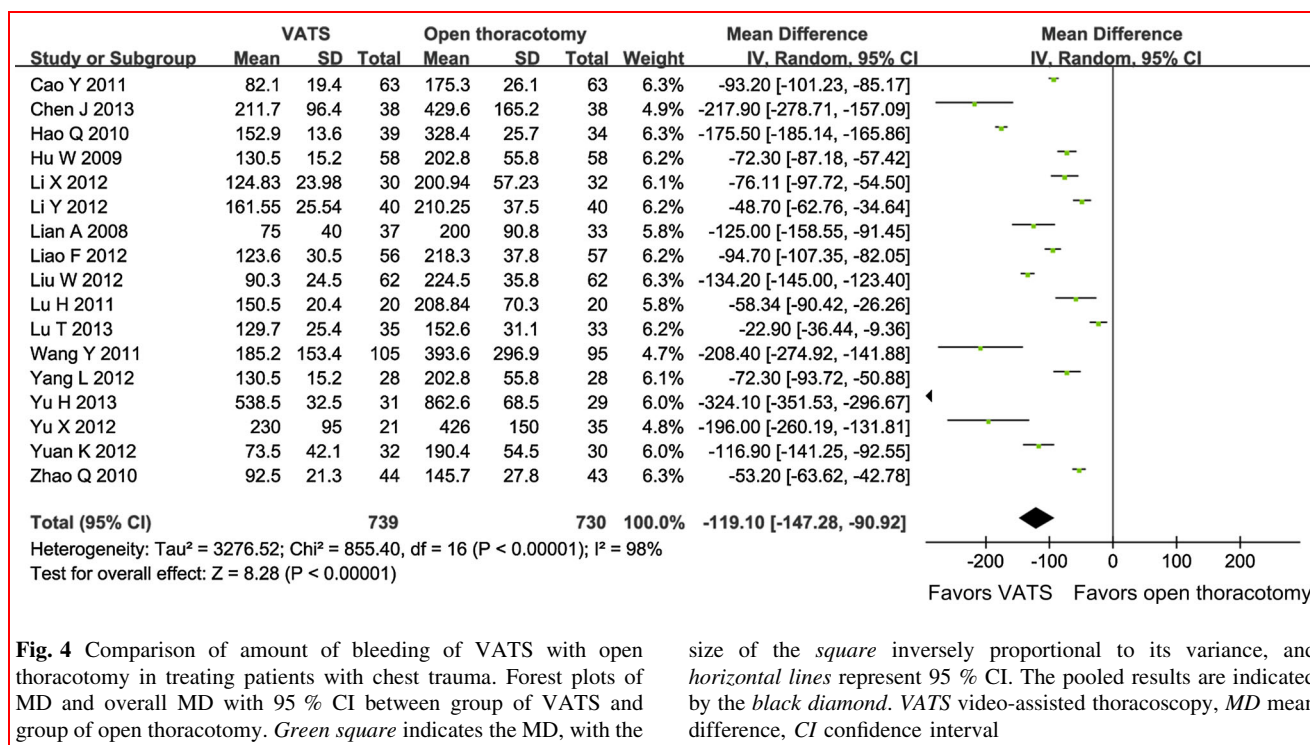 VATS Open thoracotomy Mean Difference Mean Difference
Study or Subgroup Mean SD Total Mean SD Total Weight IV, Random, 95% CI IV, Random, 95% CI
Cao Y 2011 82.1 19.4 63 175.3 26.1 63 6.3% -93.20 [-101.23, -85.17]
Chen J 2013 211.7 96.4 38 429.6 165.2 38 4.9% -217.90 [-278.71, -157.09]
Hao Q 2010 152.9 13.6 39 328.4 25.7 34 6.3% -175.50 [-185.14, -165.86]
Hu W 2009 130.5 15.2 58 202.8 55.8 58 6.2% -72.30 [-87.18, -57.42]
Li X 2012 124.83 23.98 30 200.94 57.23 32 6.1% -76.11 [-97.72, -54.50]
Li Y 2012 161.55 25.54 40 210.25 37.5 40 6.2% -48.70 [-62.76, -34.64]
Lian A 2008 75 40 37 200 90.8 33 5.8% -125.00 [-158.55, -91.45]
Liao F 2012 123.6 30.5 56 218.3 37.8 57 6.2% -94.70 [-107.35, -82.05]
Liu W 2012 90.3 24.5 62 224.5 35.8 62 6.3% -134.20 [-145.00, -123.40]
Lu H 2011 150.5 20.4 20 208.84 70.3 20 5.8% -58.34 [-90.42, -26.26]
Lu T 2013 129.7 25.4 35 152.6 31.1 33 6.2% -22.90 [-36.44, -9.36]
Wang Y 2011 185.2 153.4 105 393.6 296.9 95 4.7% -208.40 [-274.92, -141.88]
Yang L 2012 130.5 15.2 28 202.8 55.8 28 6.1% -72.30 [-93.72, -50.88]
Yu H 2013 538.5 32.5 31 862.6 68.5 29 6.0% -324.10 [-351.53, -296.67]
Yu X 2012 230 95 21 426 150 35 4.8% -196.00 [-260.19, -131.81]
Yuan K 2012 73.5 42.1 32 190.4 54.5 30 6.0% -116.90 [-141.25, -92.55]
Zhao Q 2010 92.5 21.3 44 145.7 27.8 43 6.3% -53.20 [-63.62, -42.78]
Total (95% CI) 739 730 100.0% -119.10 [-147.28, -90.92]
Heterogeneity: Tau² = 3276.52; Chi² = 855.40, df = 16 (P < 0.00001); I² = 98%
Test for overall effect: Z = 8.28 (P < 0.00001)
-200 -100 0 100 200
Favors VATS Favors open thoracotomy
Fig. 4 Comparison of amount of bleeding of VATS with open
thoracotomy in treating patients with chest trauma. Forest plots of
MD and overall MD with 95 % CI between group of VATS and
group of open thoracotomy. Green square indicates the MD, with the
size of the square inversely proportional to its variance, and
horizontal lines represent 95 % CI. The pooled results are indicated
by the black diamond. VATS video-assisted thoracoscopy, MD mean
difference, CI confidence interval